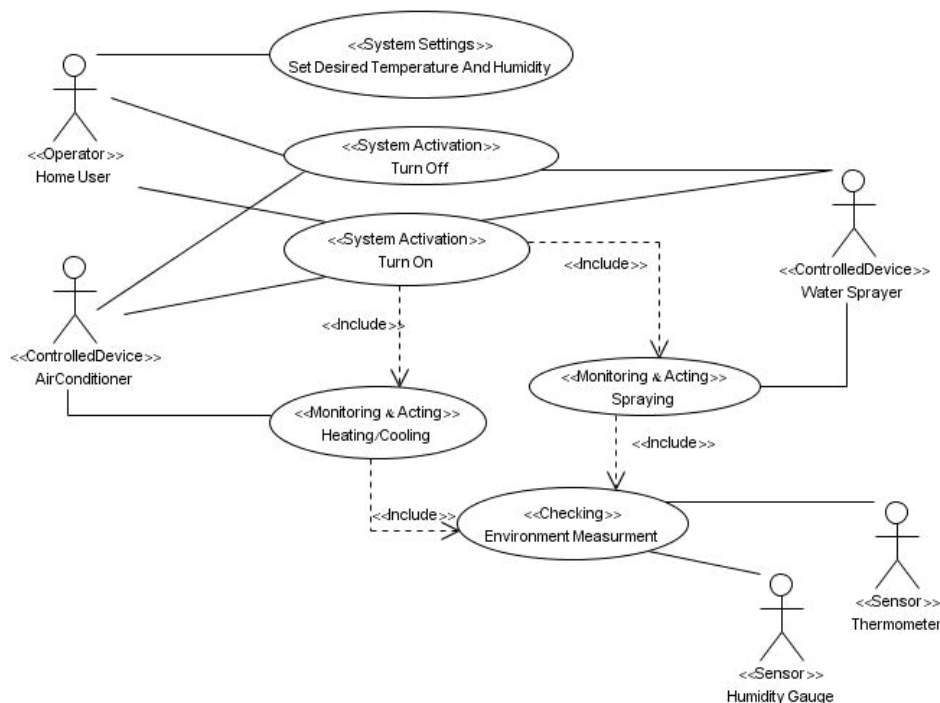 <<System Settings>>
Set Desired Temperature And Humidity
<<Operator>>
Home User
<<System Activation>>
Turn Off
<<System Activation>>
Turn On
<<Include>>
<<ControlledDevice>>
Water Sprayer
<<Include>>
<<ControlledDevice>>
AirConditioner
<<Monitoring & Acting>>
Spraying
<<Monitoring & Acting>>
Heating/Cooling
<<Include>>
<<Include>>
<<Checking>>
Environment Measurment
<<Sensor>>
Thermometer
<<Sensor>>
Humidity Gauge